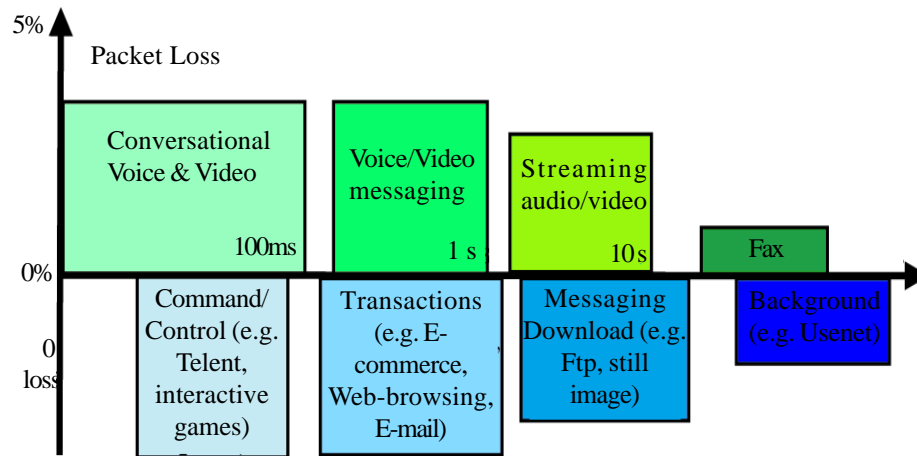 5%
Packet Loss
Conversational
Voice & Video
100ms
Voice/Video
messaging
1 s
Streaming
audio/video
10 s
Fax
0%
0
loss
Command/
Control (e.g.
Telent,
interactive
games)
Transactions
(e.g. E-
commerce,
Web-browsing,
E-mail)
Messaging
Download (e.g.
Ftp, still
image)
Background
(e.g. Usenet)